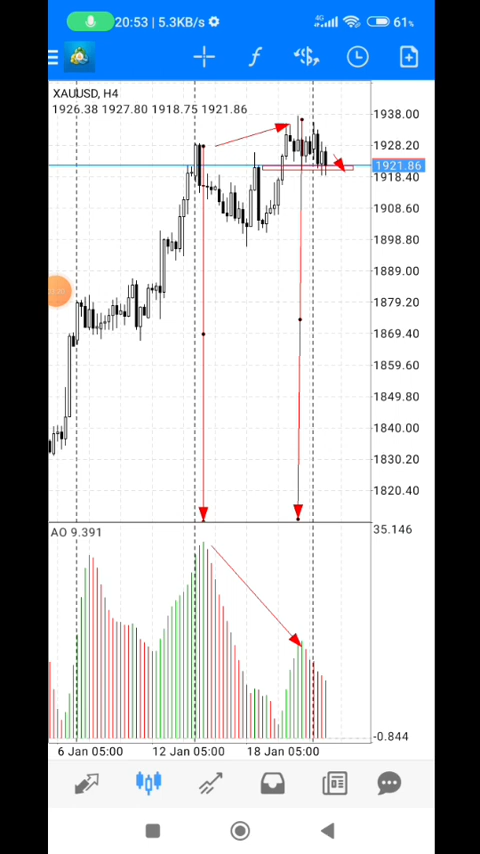 20:53 | 5.3KB/s 4G 61%
f $
XAUUSD, H4
1926.38 1927.80 1918.75 1921.86
1938.00
1928.20
1921.86
1918.40
1908.60
1898.80
1889.00
1879.20
1869.40
1859.60
1849.80
1840.00
1830.20
1820.40
AO 9.391
35.146
-0.844
6 Jan 05:00 12 Jan 05:00 18 Jan 05:00